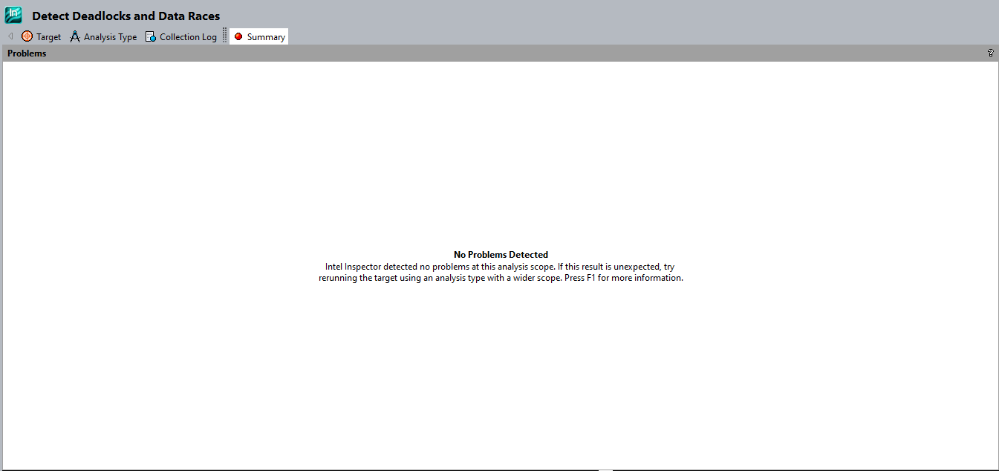 In
Detect Deadlocks and Data Races
Target Analysis Type Collection Log Summary
Problems ?
No Problems Detected
Intel Inspector detected no problems at this analysis scope. If this result is unexpected, try
rerunning the target using an analysis type with a wider scope. Press F1 for more information.